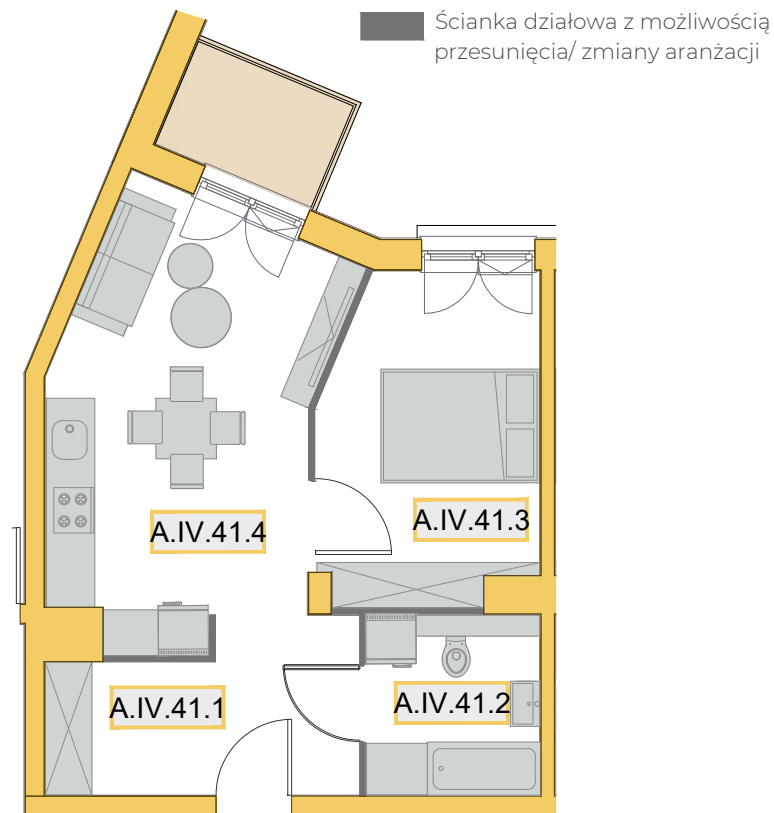 Ścianka działowa z możliwością
przesunięcia/ zmiany aranżacji
A.IV.41.4
A.IV.41.3
A.IV.41.1
A.IV.41.2